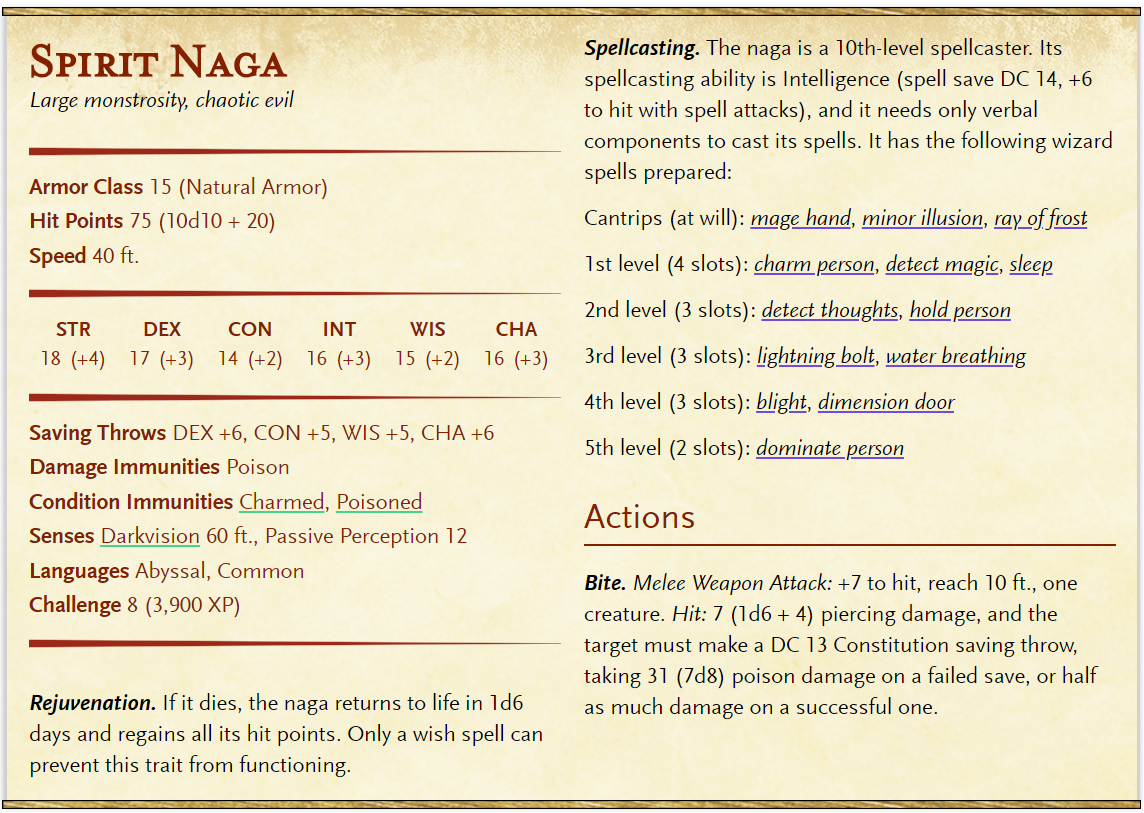 Spirit Naga
Large monstrosity, chaotic evil
Armor Class 15 (Natural Armor)
Hit Points 75 (10d10 + 20)
Speed 40 ft.
STR DEX CON INT WIS CHA
18 (+4) 17 (+3) 14 (+2) 16 (+3) 15 (+2) 16 (+3)
Saving Throws DEX +6, CON +5, WIS +5, CHA +6
Damage Immunities Poison
Condition Immunities Charmed, Poisoned
Senses Darkvision 60 ft., Passive Perception 12
Languages Abyssal, Common
Challenge 8 (3,900 XP)
Rejuvenation. If it dies, the naga returns to life in 1d6
days and regains all its hit points. Only a wish spell can
prevent this trait from functioning.
Spellcasting. The naga is a 10th-level spellcaster. Its
spellcasting ability is Intelligence (spell save DC 14, +6
to hit with spell attacks), and it needs only verbal
components to cast its spells. It has the following wizard
spells prepared:
Cantrips (at will): mage hand, minor illusion, ray of frost
1st level (4 slots): charm person, detect magic, sleep
2nd level (3 slots): detect thoughts, hold person
3rd level (3 slots): lightning bolt, water breathing
4th level (3 slots): blight, dimension door
5th level (2 slots): dominate person
Actions
Bite. Melee Weapon Attack: +7 to hit, reach 10 ft., one
creature. Hit: 7 (1d6 + 4) piercing damage, and the
target must make a DC 13 Constitution saving throw,
taking 31 (7d8) poison damage on a failed save, or half
as much damage on a successful one.